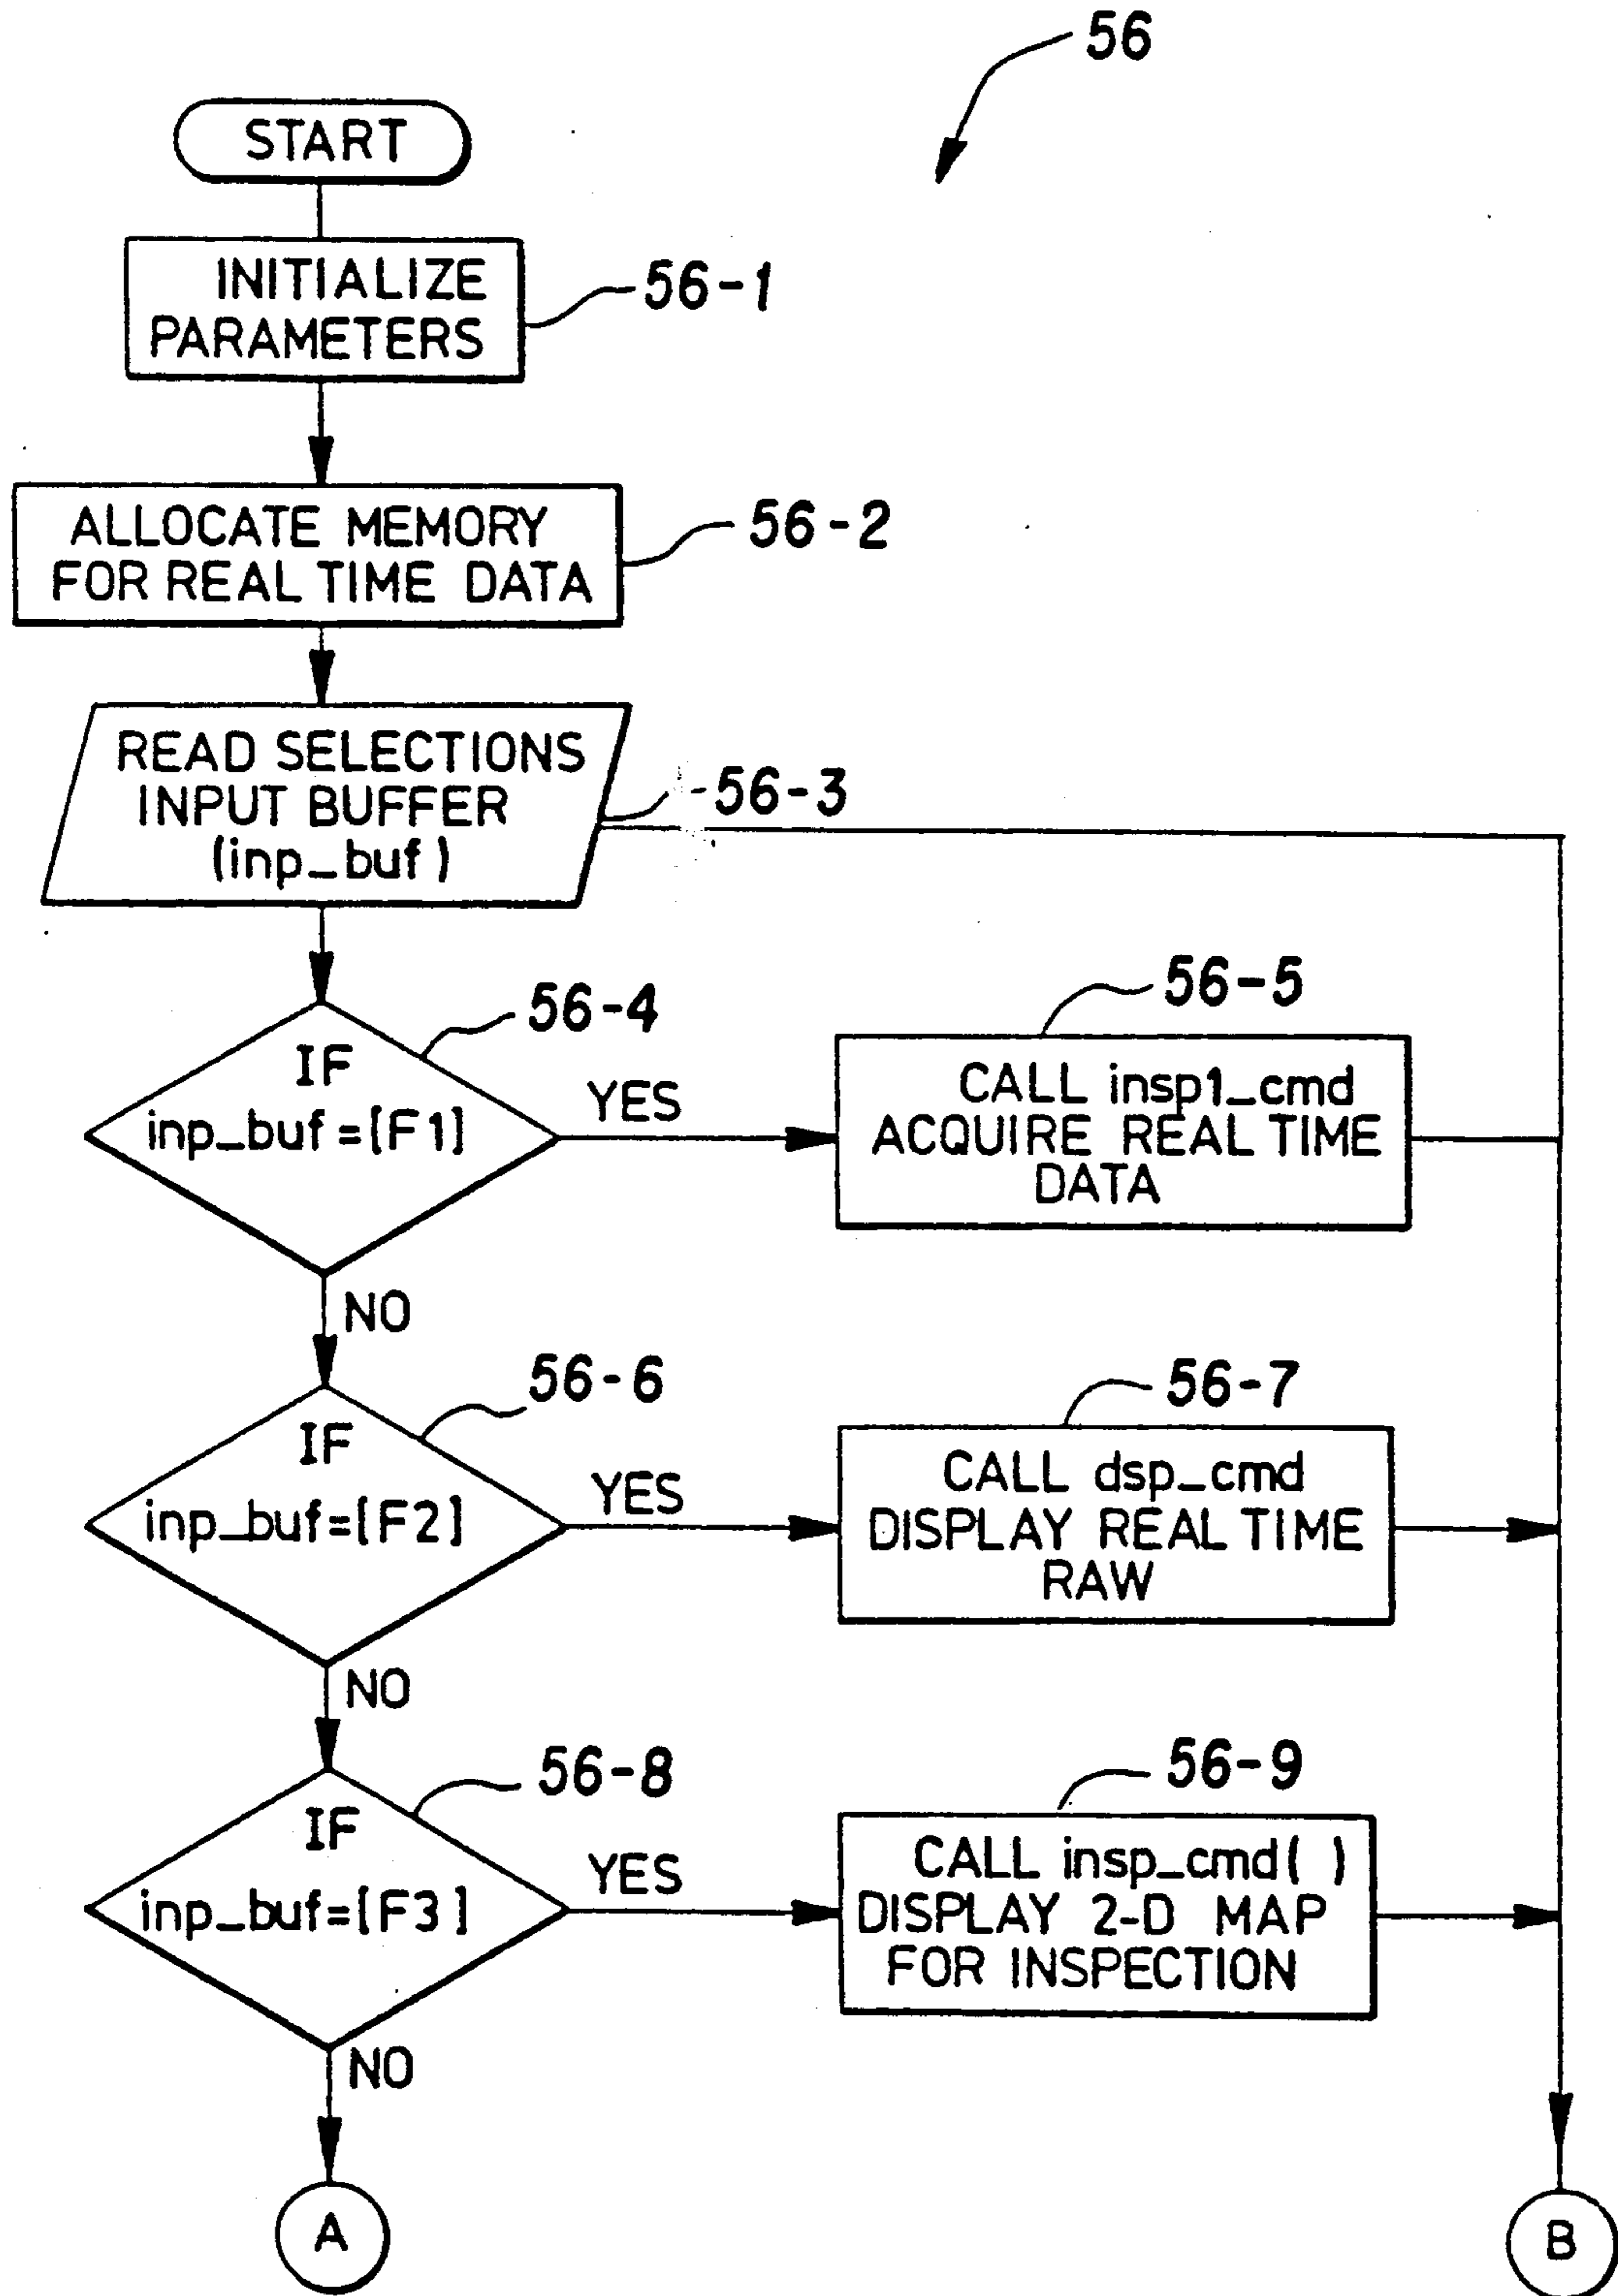 56
START
INITIALIZE
PARAMETERS
56-1
ALLOCATE MEMORY
FOR REAL TIME DATA
56-2
READ SELECTIONS
INPUT BUFFER
(inp_buf)
56-3
56-4
IF
inp_buf=[F1]
YES
56-5
CALL insp1_cmd
ACQUIRE REAL TIME
DATA
NO
56-6
IF
inp_buf=[F2]
YES
56-7
CALL dsp_cmd
DISPLAY REAL TIME
RAW
NO
56-8
IF
inp_buf=[F3]
YES
56-9
CALL insp_cmd( )
DISPLAY 2-D MAP
FOR INSPECTION
NO
A
B